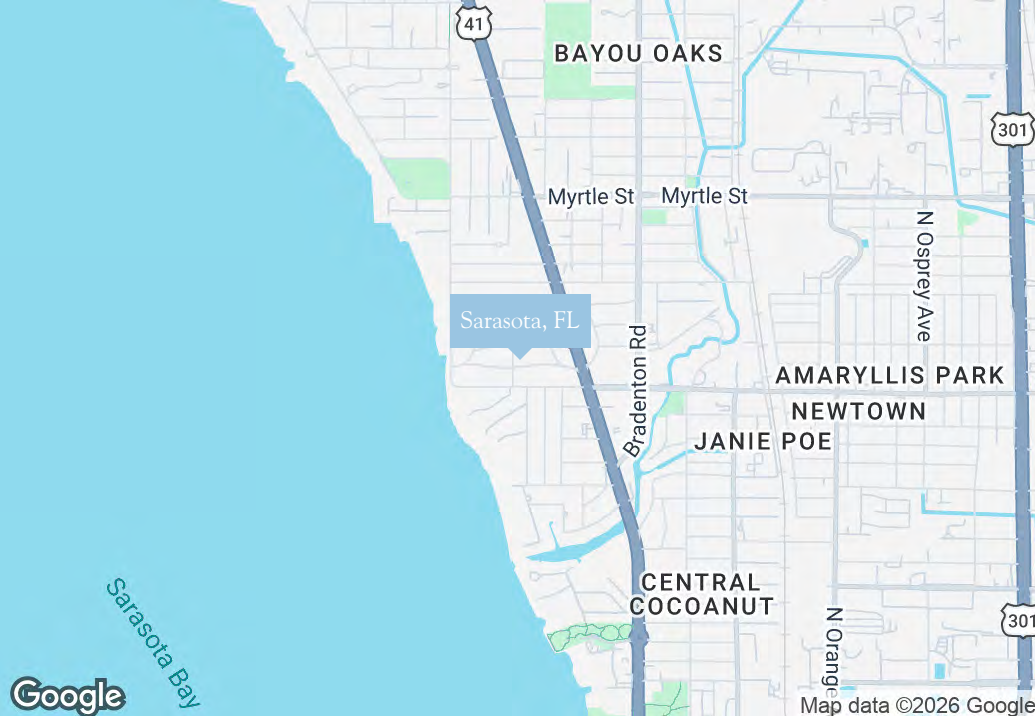 41
BAYOU OAKS
301
Myrtle St
Myrtle St
N Osprey Ave
Sarasota, FL
Bradenton Rd
AMARYLLIS PARK
NEWTOWN
JANIE POE
CENTRAL
COCOANUT
Sarasota Bay
N Orange
301
Google
Map data ©2026 Google